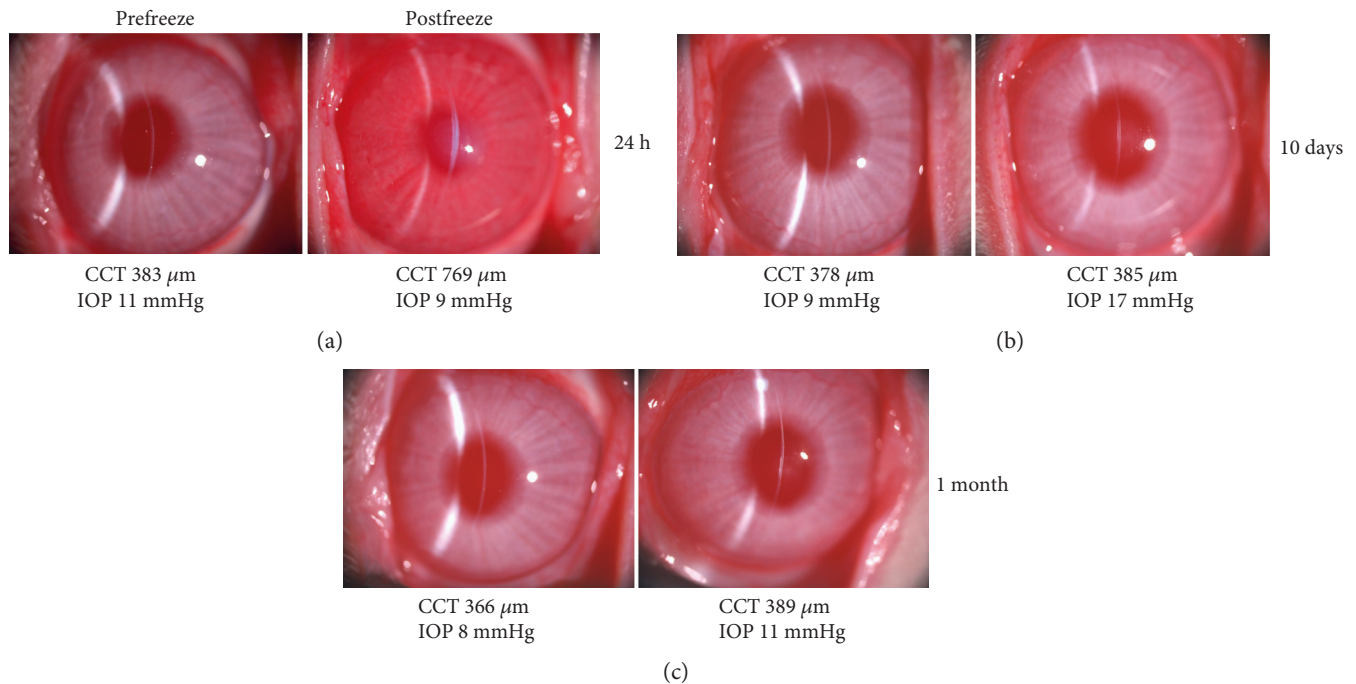 Prefreeze
Postfreeze
24 h
CCT 383 μm
IOP 11 mmHg
CCT 769 μm
IOP 9 mmHg
(a)
10 days
CCT 378 μm
IOP 9 mmHg
CCT 385 μm
IOP 17 mmHg
(b)
1 month
CCT 366 μm
IOP 8 mmHg
CCT 389 μm
IOP 11 mmHg
(c)